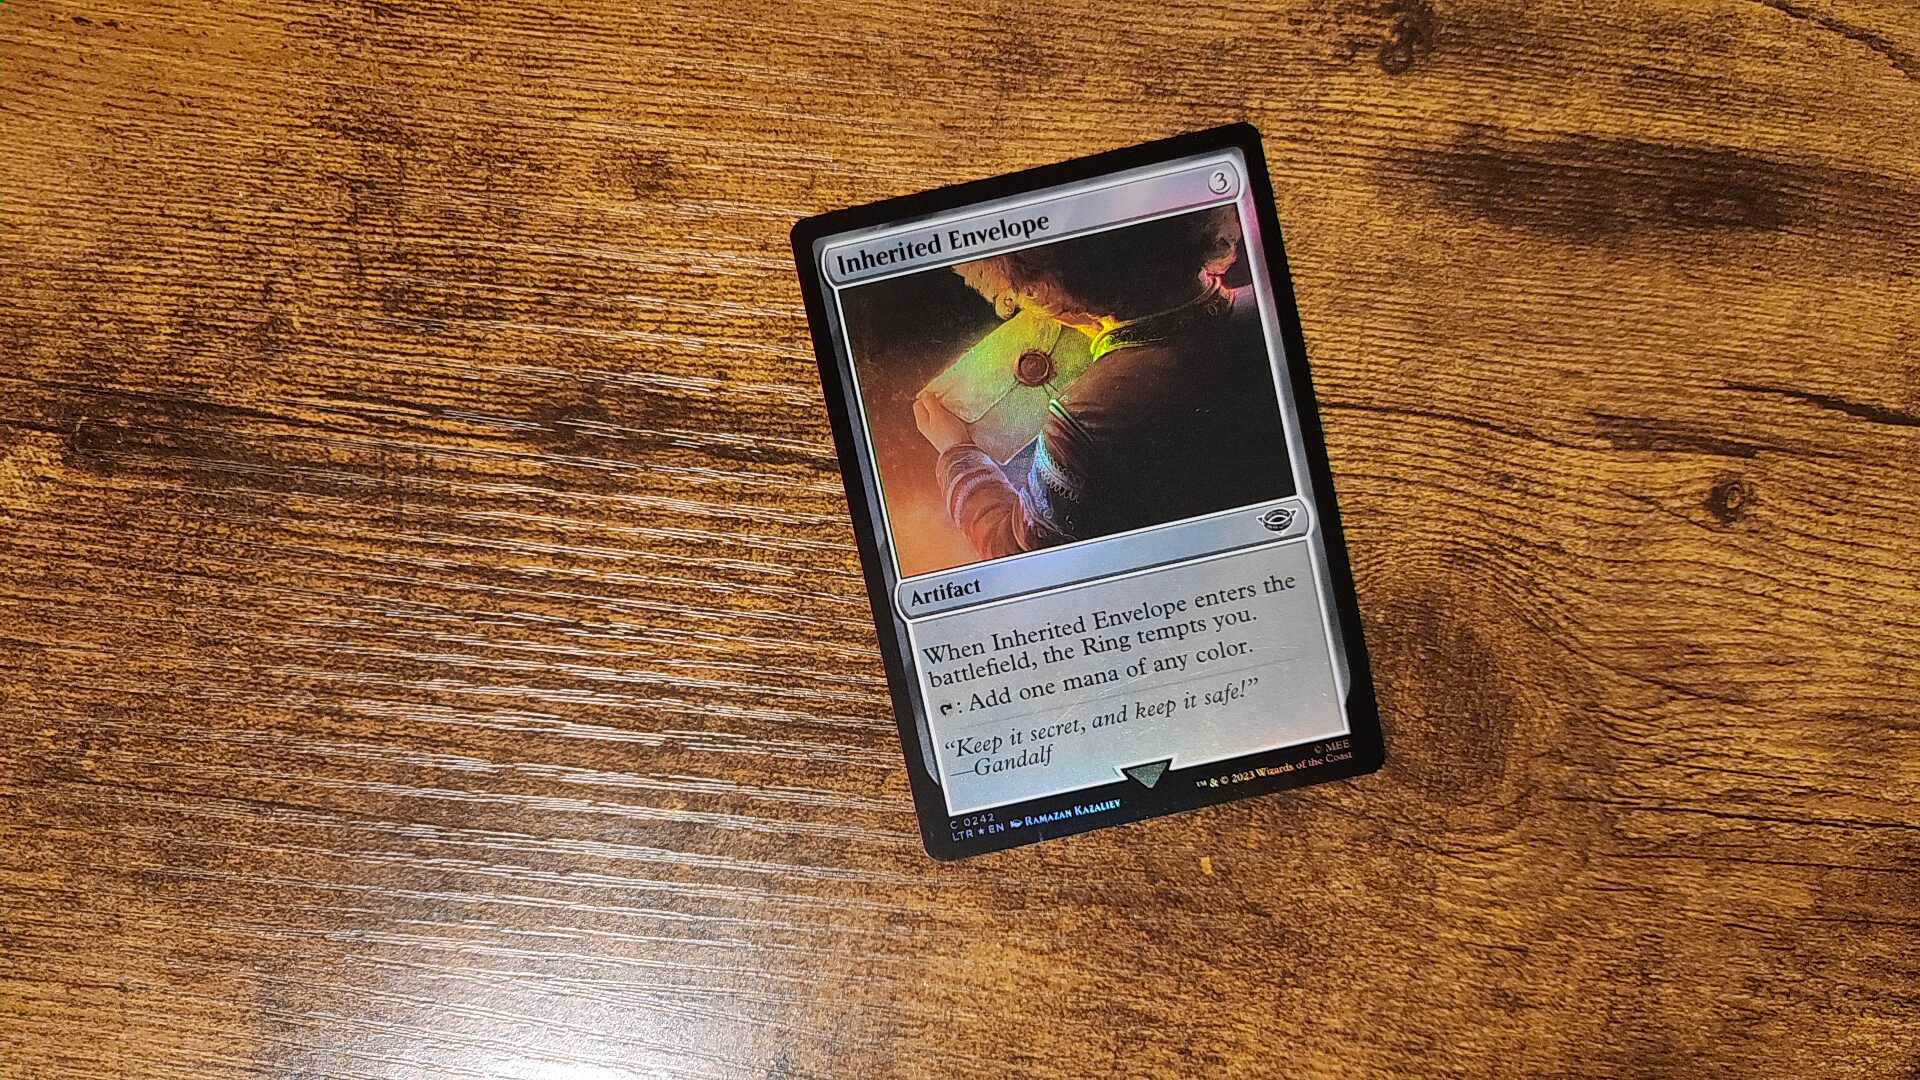 Inherited Envelope 3
Artifact
When Inherited Envelope enters the
battlefield, the Ring tempts you.
: Add one mana of any color.
“Keep it secret, and keep it safe!”
—Gandalf
C 0242
LTR ★ EN Ramazan Kazaliev
© MEE
™ & © 2023 Wizards of the Coast